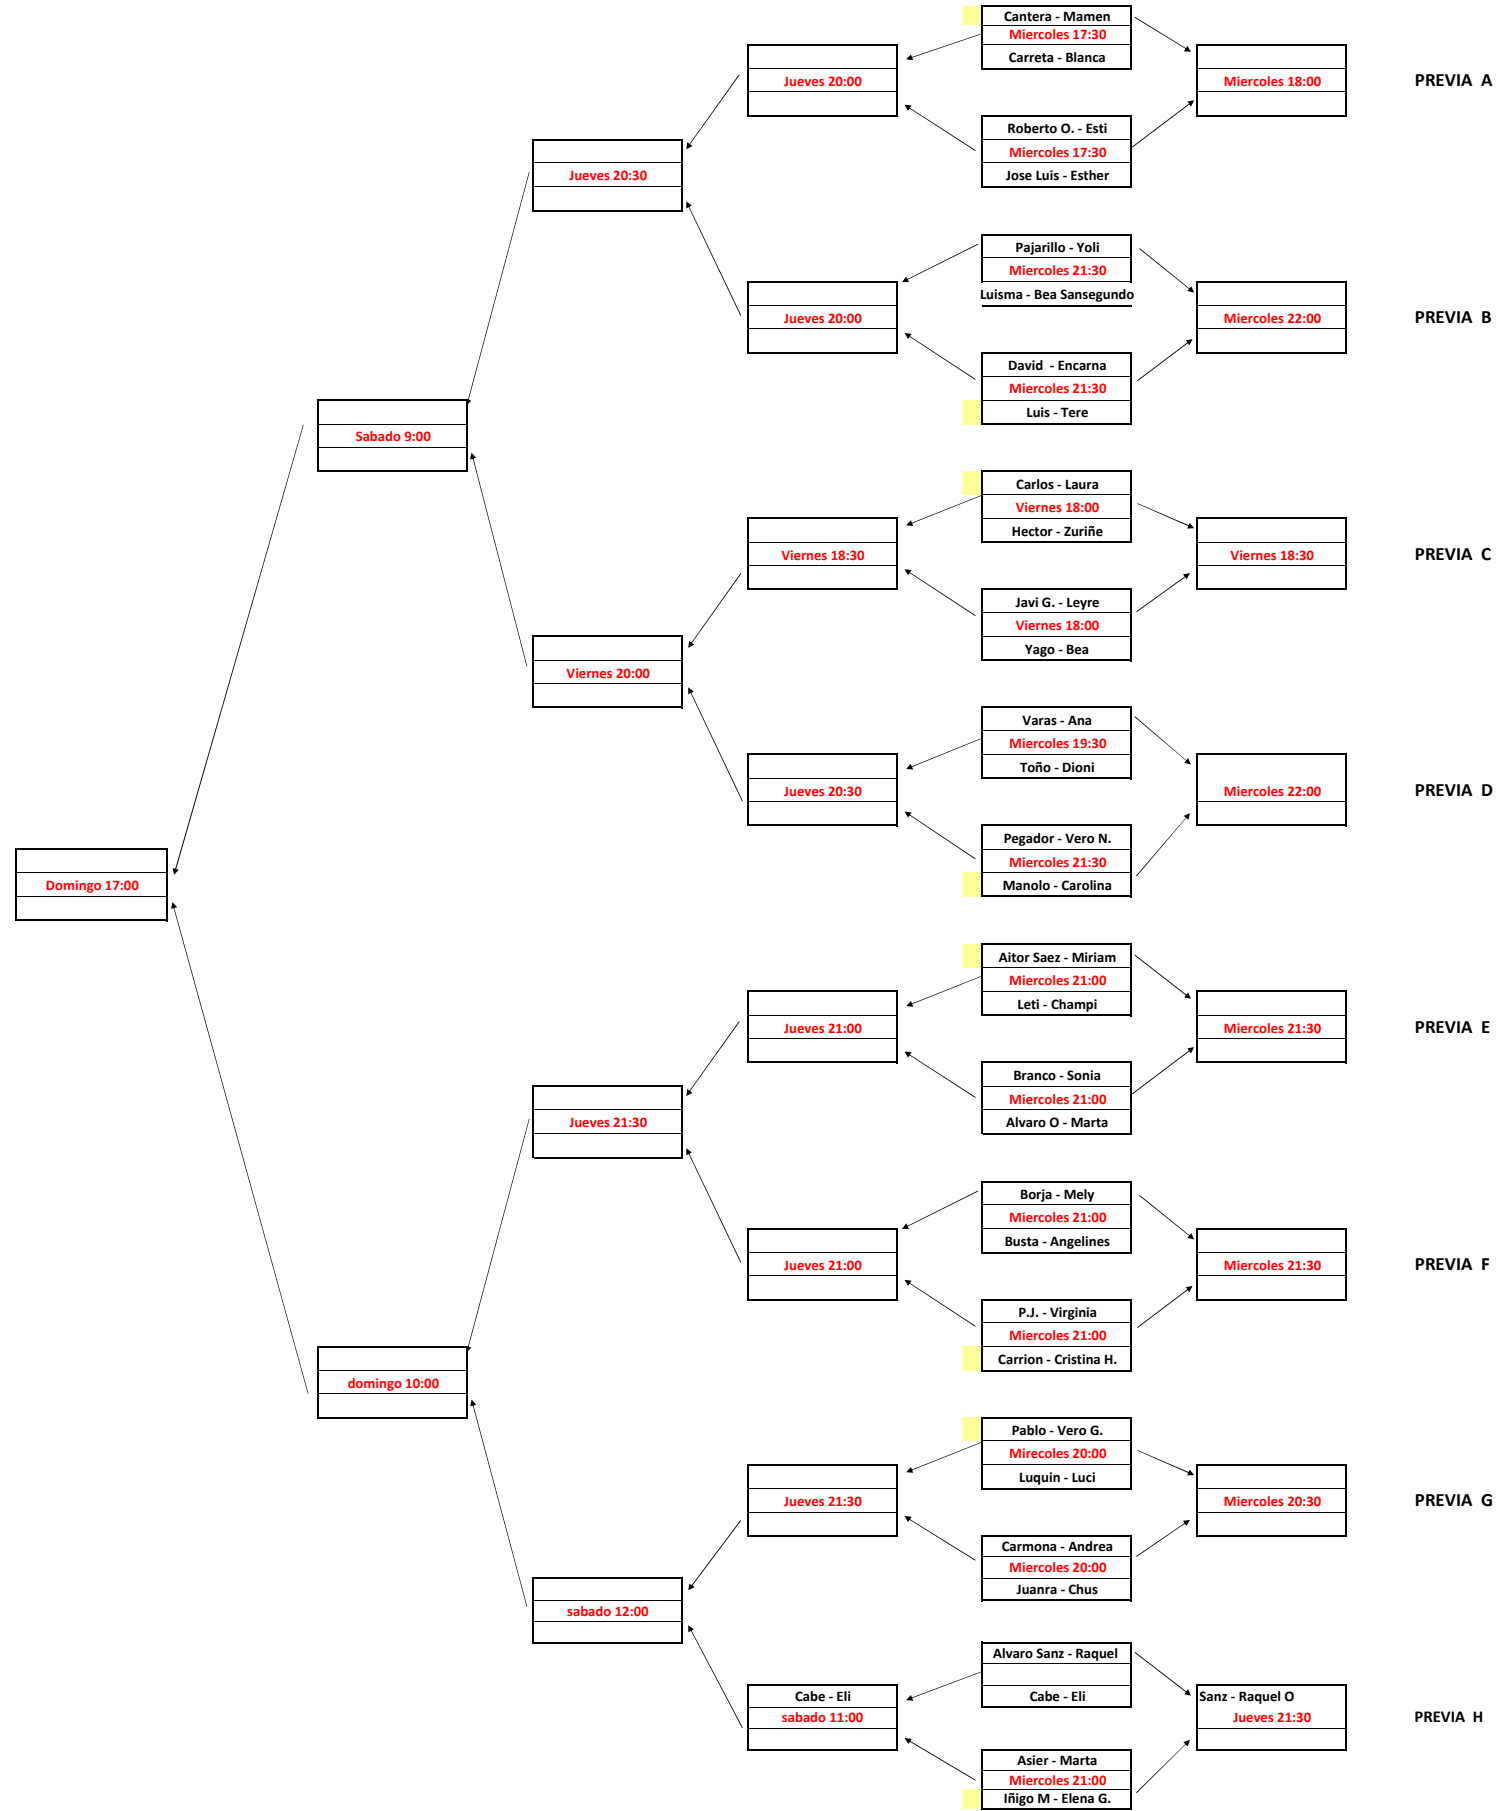 Cantera - Mamen
Miercoles 17:30
Carreta - Blanca
Jueves 20:00
Miercoles 18:00
PREVIA A
Roberto O. - Esti
Miercoles 17:30
Jose Luis - Esther
Jueves 20:30
Pajarillo - Yoli
Miercoles 21:30
Luisma - Bea Sansegundo
Jueves 20:00
Miercoles 22:00
PREVIA B
David - Encarna
Miercoles 21:30
Luis - Tere
Sabado 9:00
Carlos - Laura
Viernes 18:00
Hector - Zuriñe
Viernes 18:30
Viernes 18:30
PREVIA C
Javi G. - Leyre
Viernes 18:00
Yago - Bea
Viernes 20:00
Varas - Ana
Miercoles 19:30
Toño - Dioni
Jueves 20:30
Miercoles 22:00
PREVIA D
Pegador - Vero N.
Miercoles 21:30
Manolo - Carolina
Domingo 17:00
Aitor Saez - Miriam
Miercoles 21:00
Leti - Champi
Jueves 21:00
Miercoles 21:30
PREVIA E
Branco - Sonia
Miercoles 21:00
Alvaro O - Marta
Jueves 21:30
Borja - Mely
Miercoles 21:00
Busta - Angelines
Jueves 21:00
Miercoles 21:30
PREVIA F
P.J. - Virginia
Miercoles 21:00
Carrion - Cristina H.
domingo 10:00
Pablo - Vero G.
Mirecoles 20:00
Luquin - Luci
Jueves 21:30
Miercoles 20:30
PREVIA G
Carmona - Andrea
Miercoles 20:00
Juanra - Chus
sabado 12:00
Alvaro Sanz - Raquel
Cabe - Eli
Cabe - Eli
sabado 11:00
Sanz - Raquel O
Jueves 21:30
PREVIA H
Asier - Marta
Miercoles 21:00
Iñigo M - Elena G.